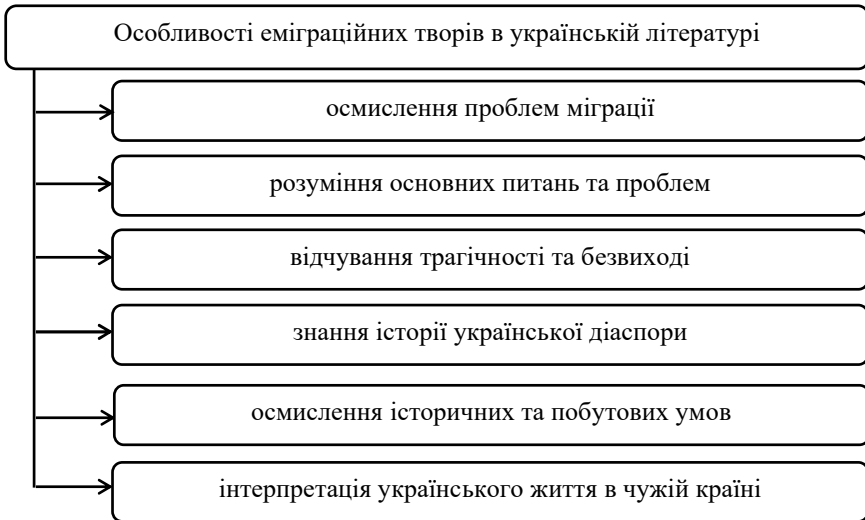 Особливості еміграційних творів в українській літературі
осмислення проблем міграції
розуміння основних питань та проблем
відчування трагічності та безвиході
знання історії української діаспори
осмислення історичних та побутових умов
інтерпретація українського життя в чужій країні